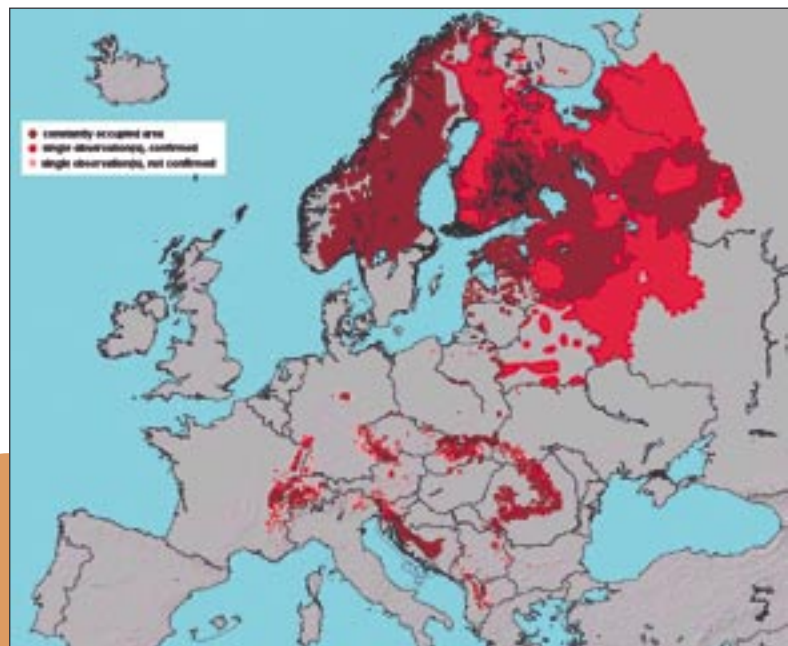 constantly occupied area
single observation(s), confirmed
single observation(s), not confirmed